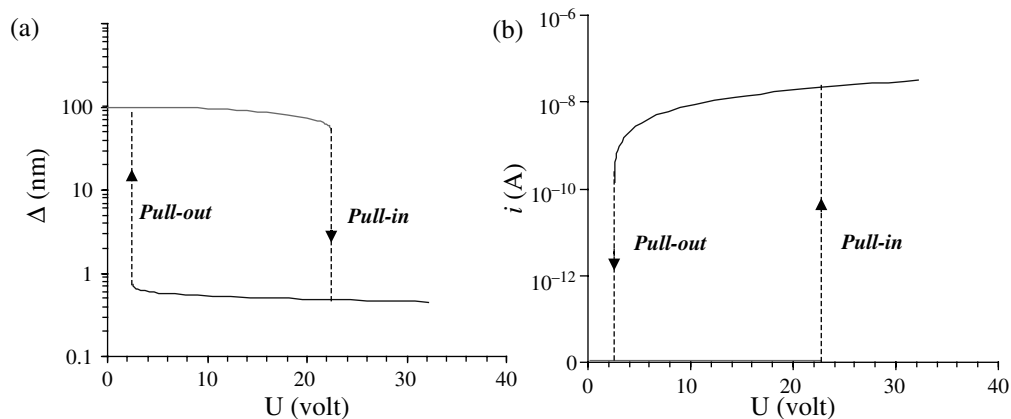 (a)
Δ (nm)
100
10
1
0.1
Pull-out
Pull-in
0
10
20
30
40
U (volt)
(b)
i (A)
10⁻⁶
10⁻⁸
10⁻¹⁰
10⁻¹²
0
Pull-out
Pull-in
0
10
20
30
40
U (volt)